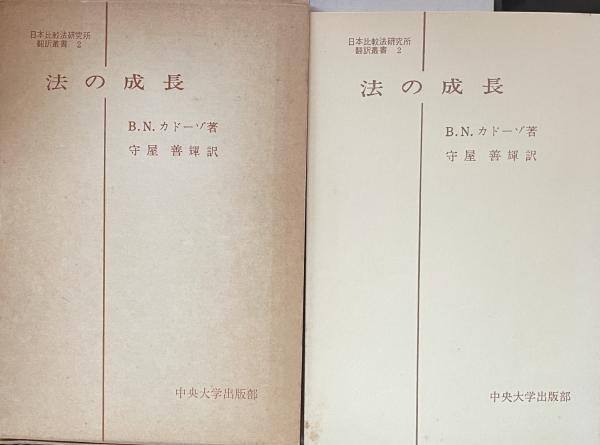 日本比較法研究所
翻訳叢書 2
法の成長
B.N.カドーゾ著
守屋 善輝訳
中央大学出版部
日本比較法研究所
翻訳叢書 2
法の成長
B.N.カドーゾ著
守屋 善輝訳
中央大学出版部